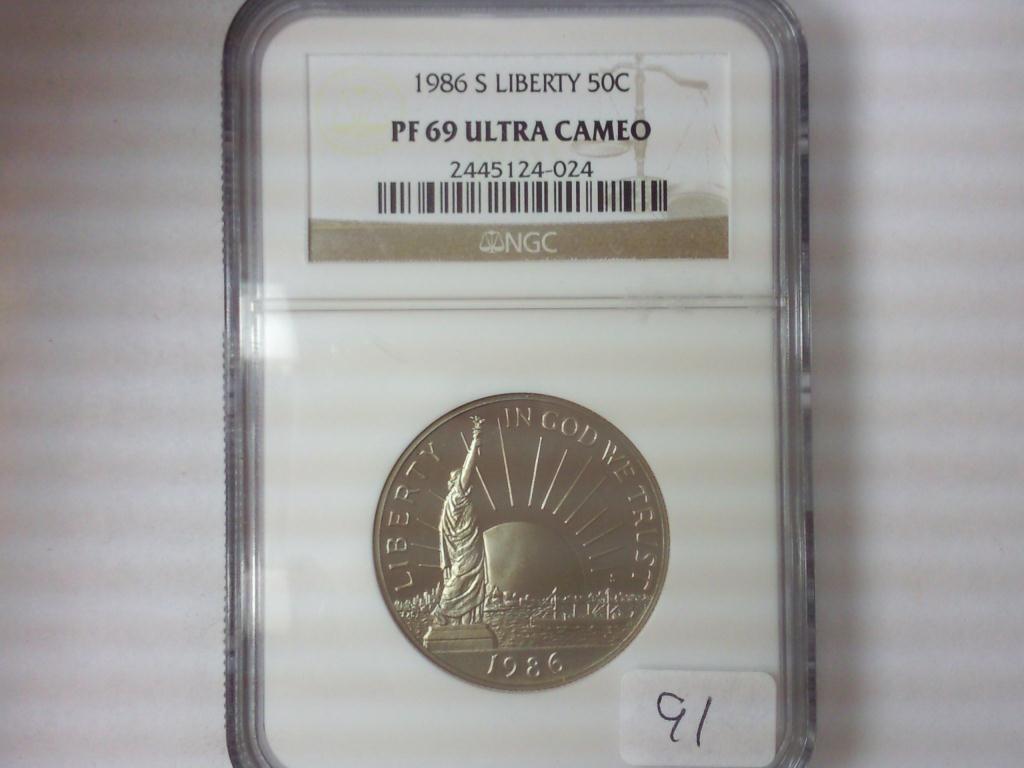 1986 S LIBERTY 50C
PF 69 ULTRA CAMEO
2445124-024
NGC
LIBERTY
IN GOD WE TRUST
1986
91